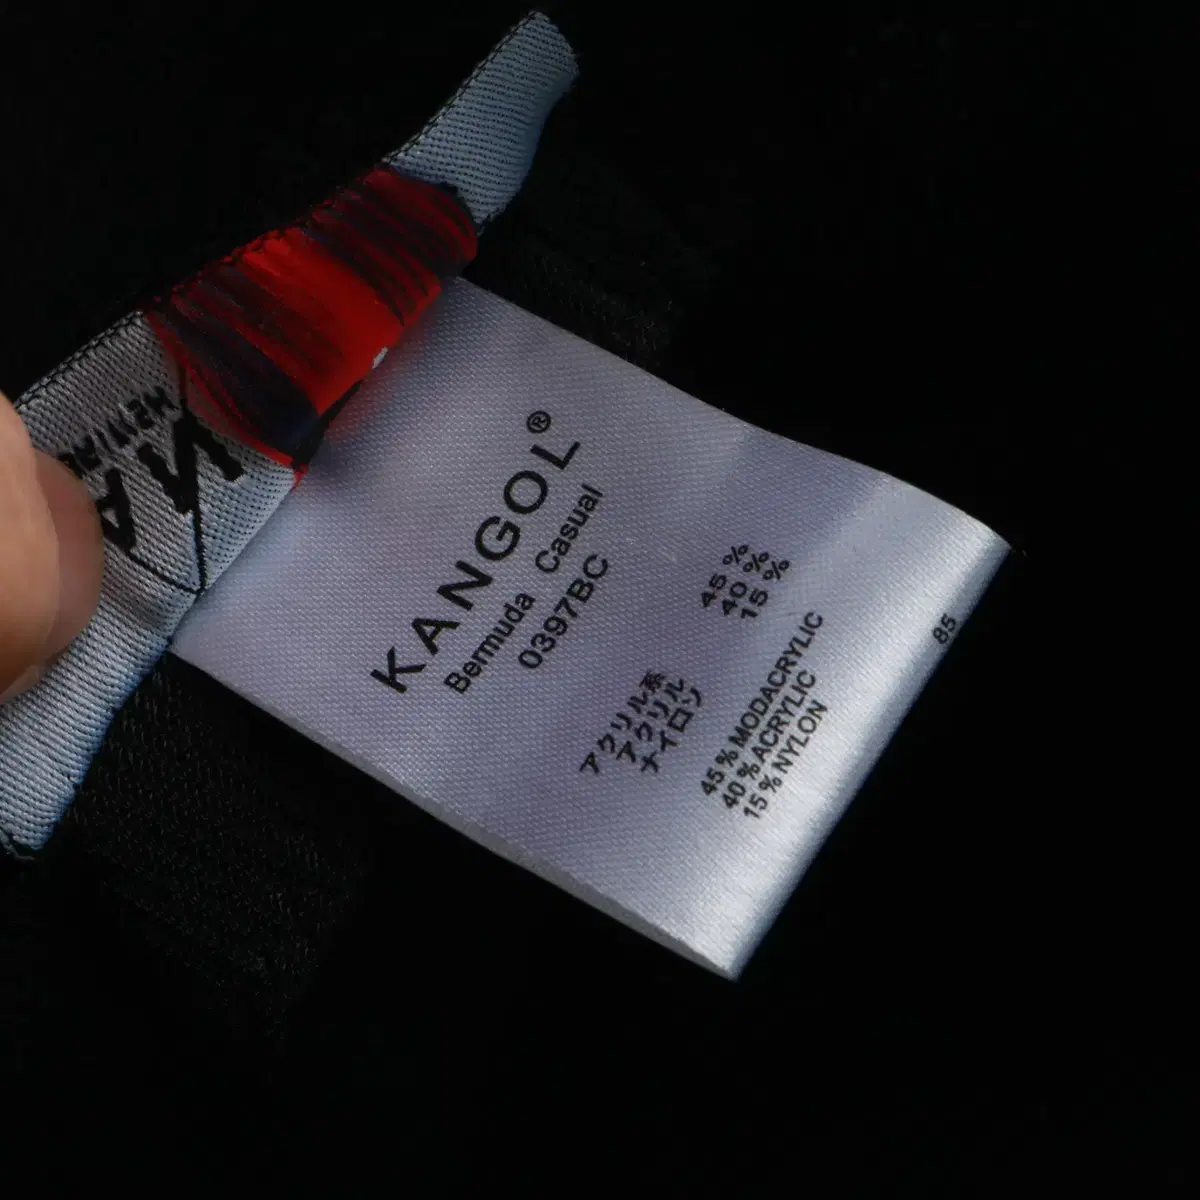 KANGOL®
Bermuda Casual
0397BC
アクリル系 45 %
アクリル 40 %
ナイロン 15 %
45 % MODACRYLIC
40 % ACRYLIC
15 % NYLON
85